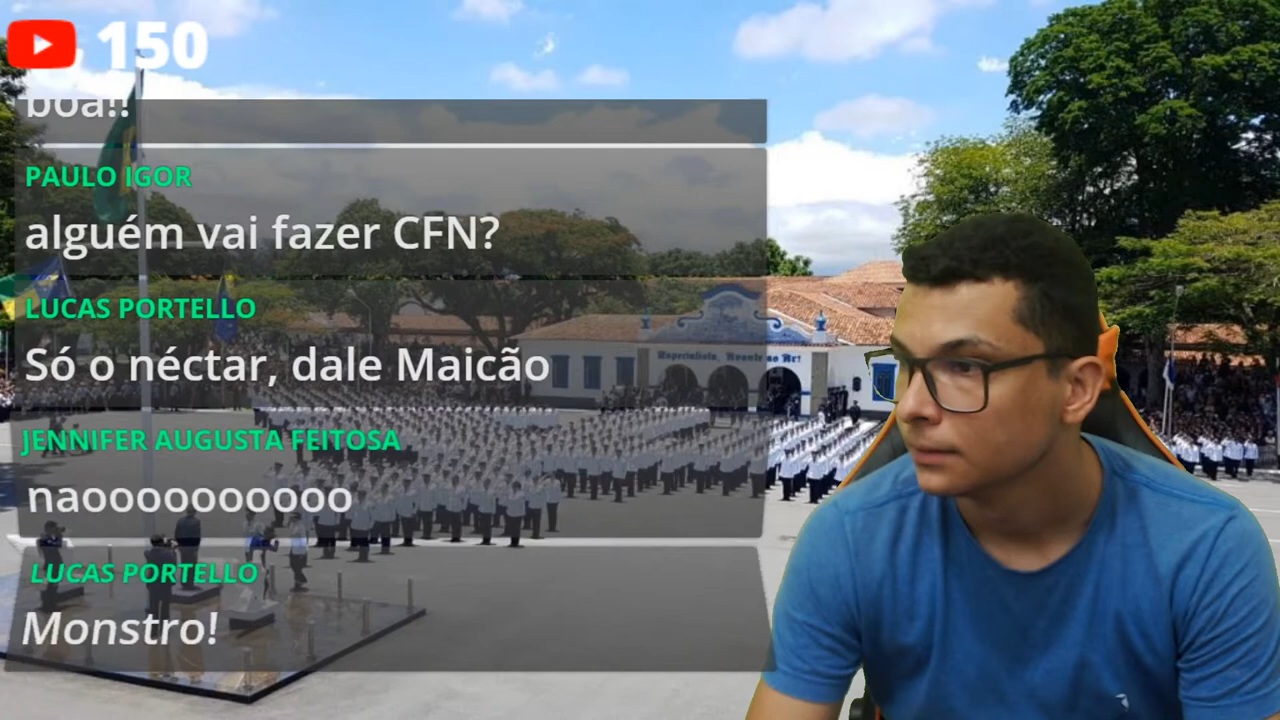 150
boa!!
PAULO IGOR
alguém vai fazer CFN?
LUCAS PORTELLO
Só o néctar, dale Maicão
JENNIFER AUGUSTA FEITOSA
naooooooooooo
LUCAS PORTELLO
Monstro!